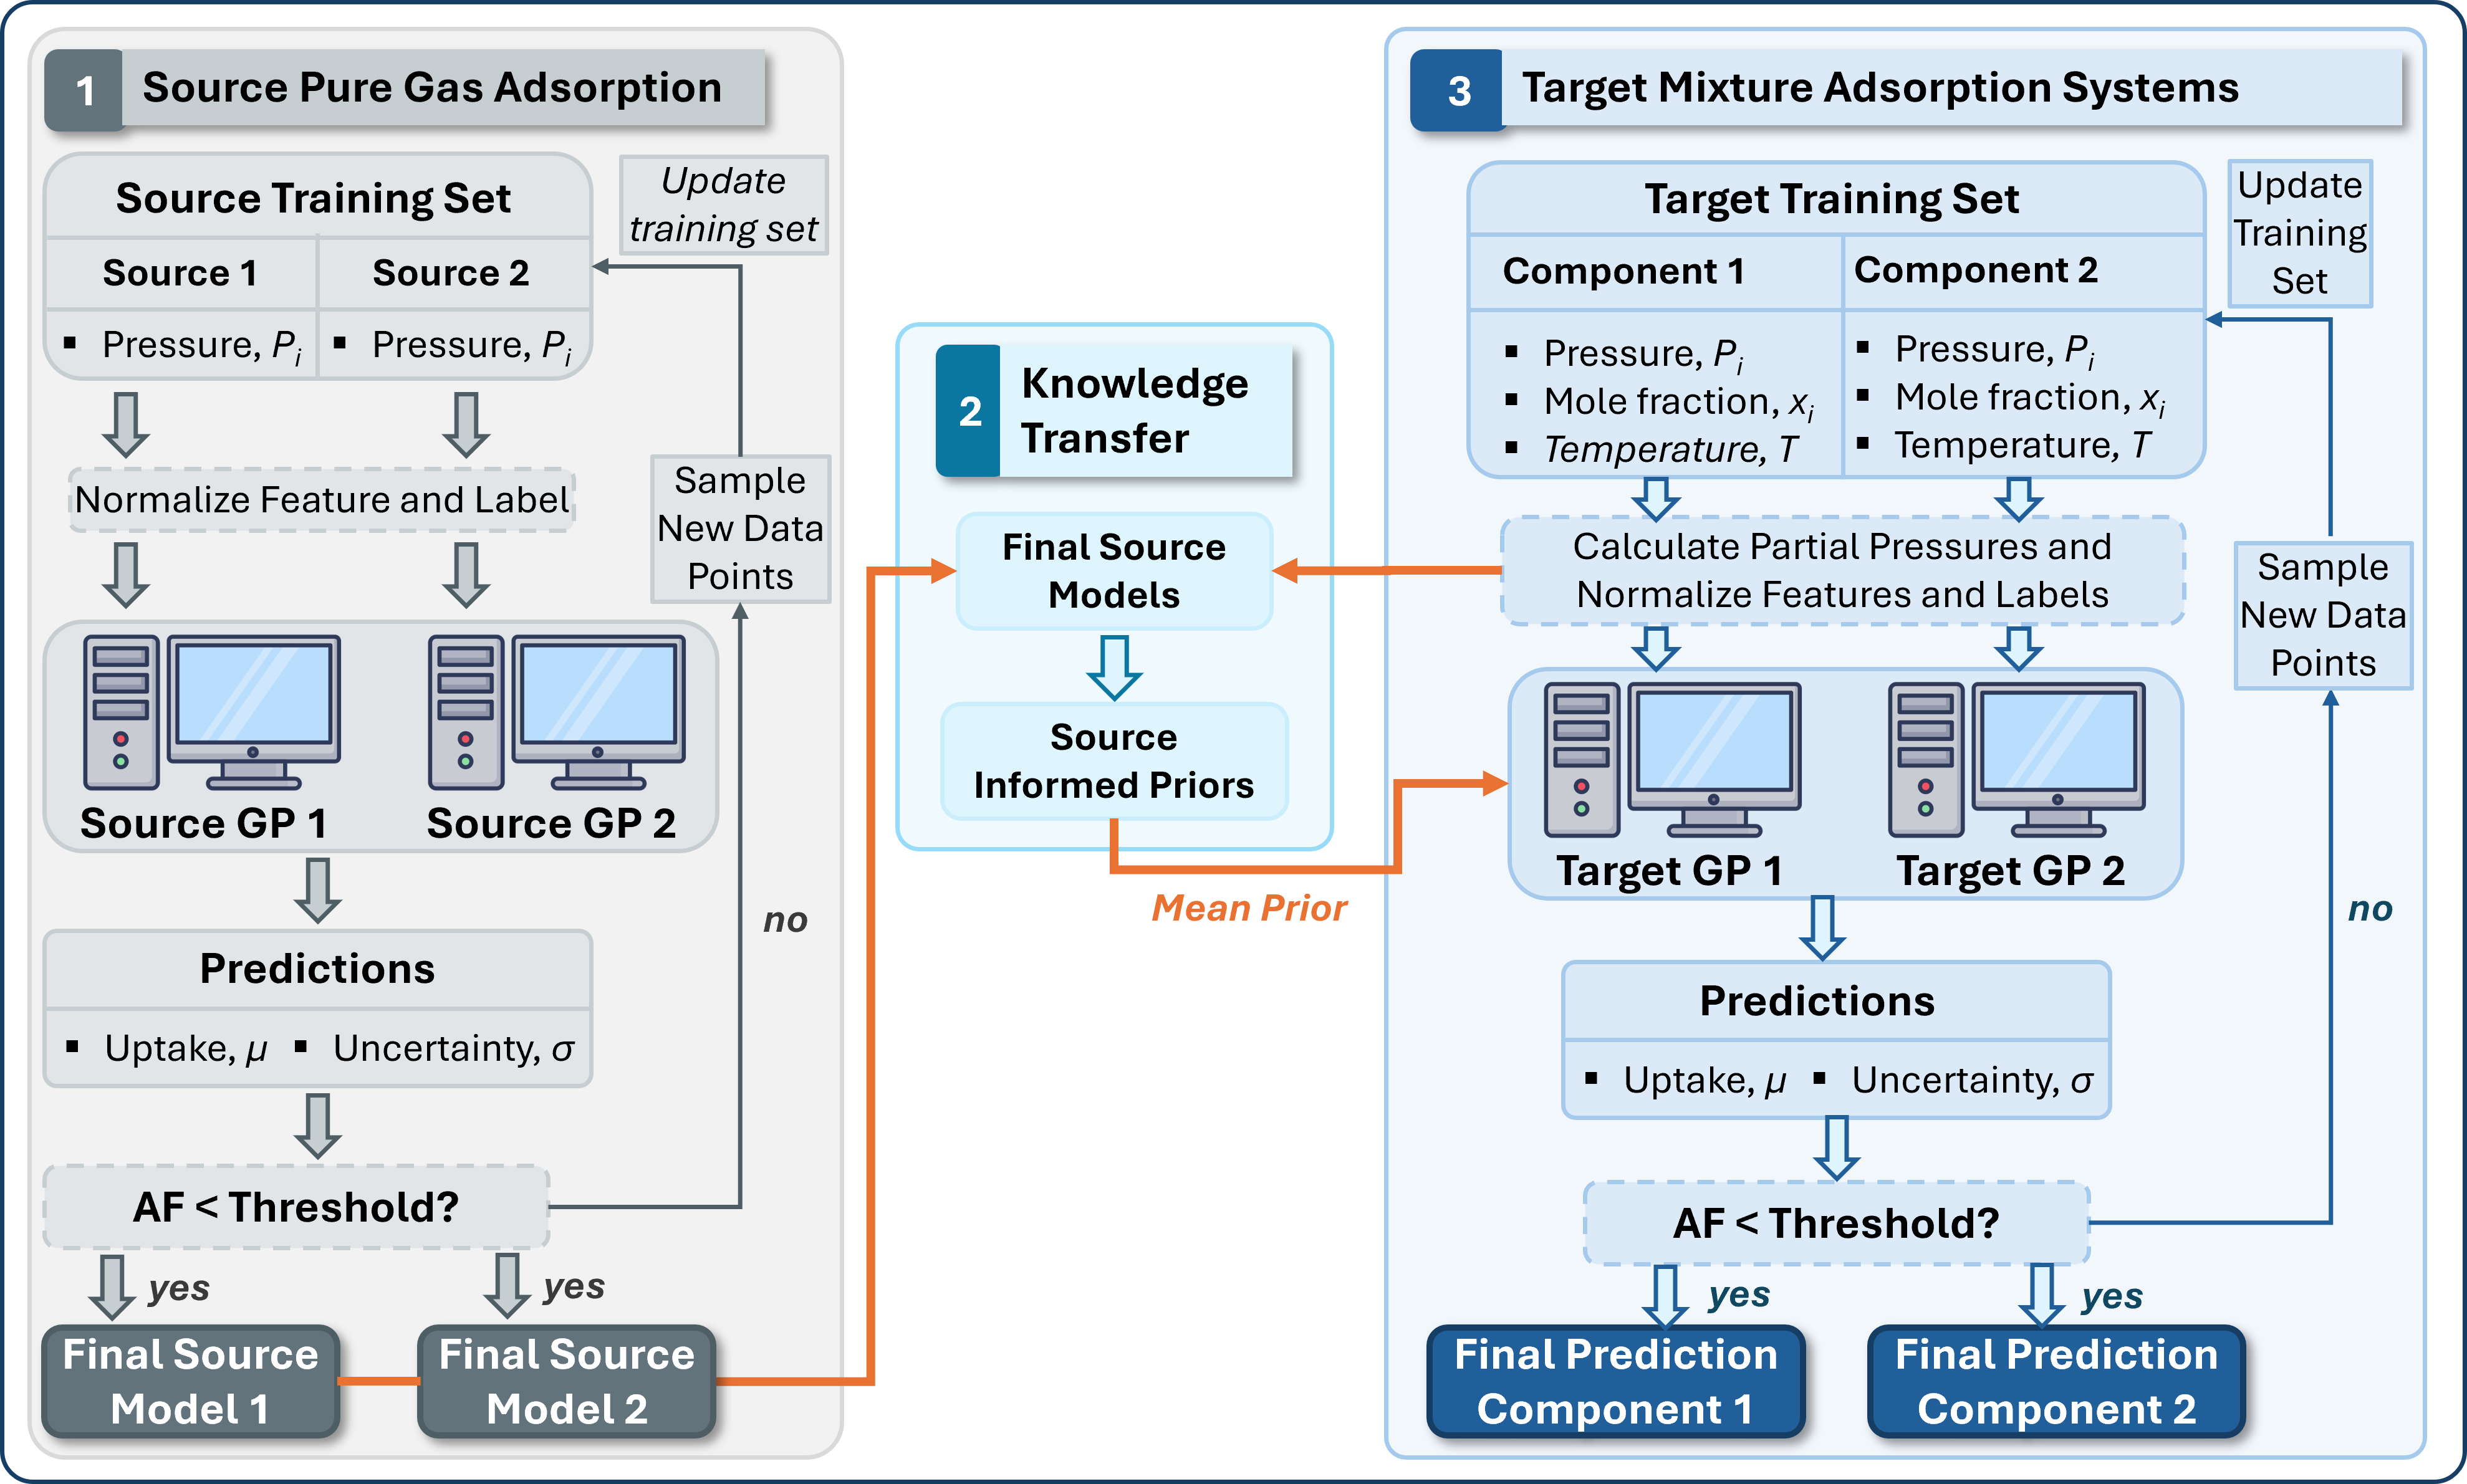 1
Source Pure Gas Adsorption
Source Training Set
Source 1
Source 2
▪ Pressure, Pi
▪ Pressure, Pi
Update
training set
Normalize Feature and Label
Sample
New Data
Points
Source GP 1
Source GP 2
no
Predictions
▪ Uptake, μ ▪ Uncertainty, σ
AF < Threshold?
yes
yes
Final Source
Model 1
Final Source
Model 2
2
Knowledge
Transfer
Final Source
Models
Source
Informed Priors
Mean Prior
3
Target Mixture Adsorption Systems
Target Training Set
Component 1
Component 2
▪ Pressure, Pi
▪ Mole fraction, xi
▪ Temperature, T
▪ Pressure, Pi
▪ Mole fraction, xi
▪ Temperature, T
Update
Training
Set
Calculate Partial Pressures and
Normalize Features and Labels
Sample
New Data
Points
Target GP 1
Target GP 2
no
Predictions
▪ Uptake, μ ▪ Uncertainty, σ
AF < Threshold?
yes
yes
Final Prediction
Component 1
Final Prediction
Component 2